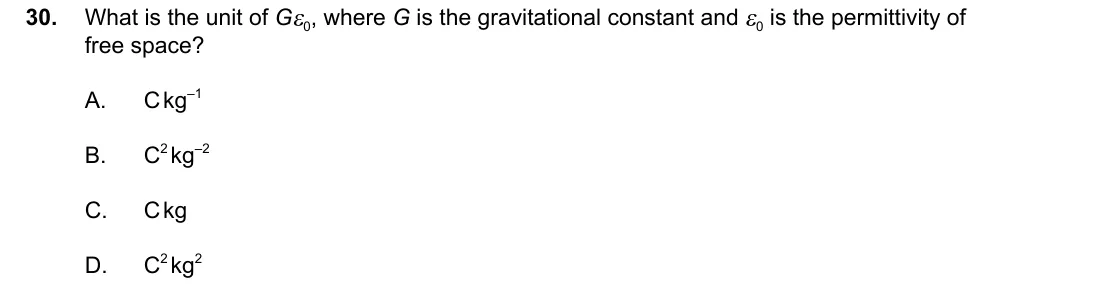 30. What is the unit of Gε₀, where G is the gravitational constant and ε₀ is the permittivity of
free space?
A. C kg⁻¹
B. C² kg⁻²
C. C kg
D. C² kg²